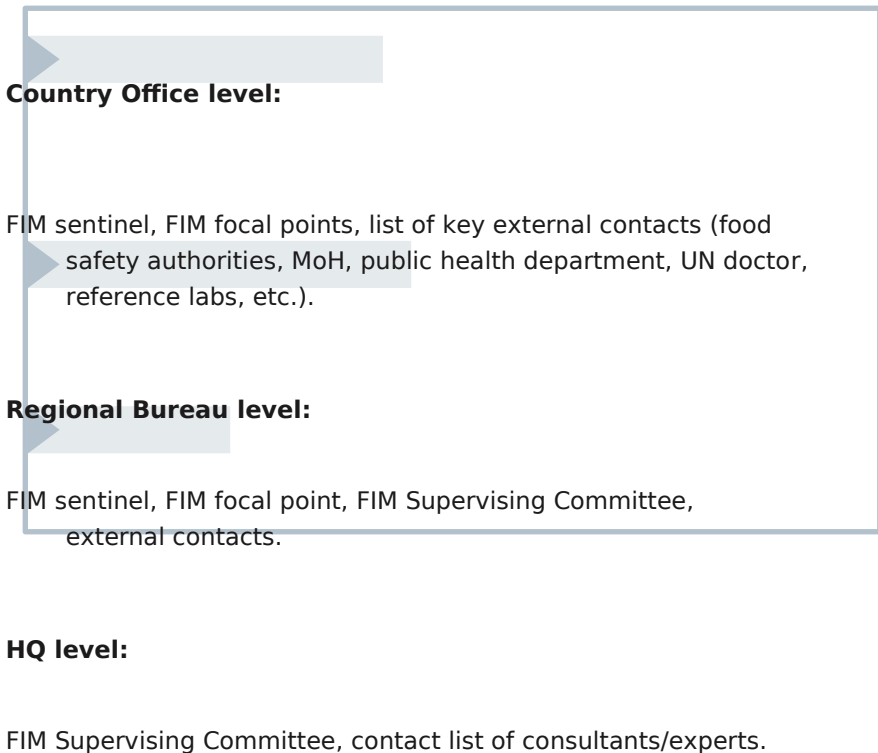 Country Office level:
FIM sentinel, FIM focal points, list of key external contacts (food
safety authorities, MoH, public health department, UN doctor,
reference labs, etc.).
Regional Bureau level:
FIM sentinel, FIM focal point, FIM Supervising Committee,
external contacts.
HQ level:
FIM Supervising Committee, contact list of consultants/experts.